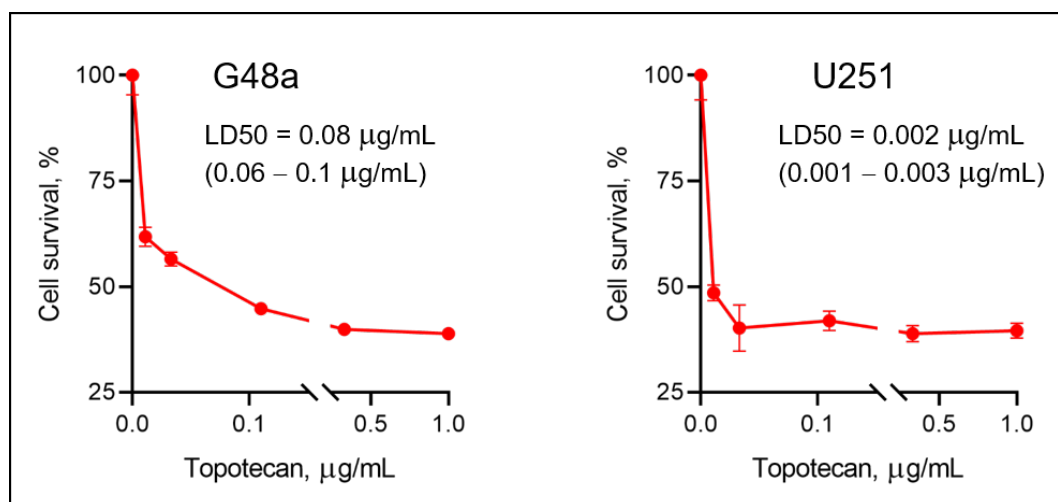 G48a
LD50 = 0.08 μg/mL
(0.06 – 0.1 μg/mL)
Cell survival, %
100
75
50
25
0.0
0.1
0.5
1.0
Topotecan, μg/mL
U251
LD50 = 0.002 μg/mL
(0.001 – 0.003 μg/mL)
Cell survival, %
100
75
50
25
0.0
0.1
0.5
1.0
Topotecan, μg/mL